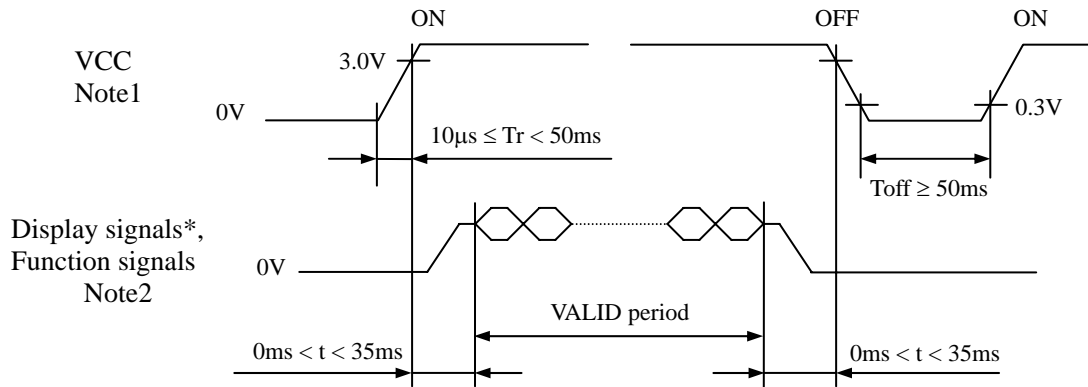 ON
OFF
ON
VCC
Note1
3.0V
0V
0.3V
10μs ≤ Tr < 50ms
Toff ≥ 50ms
Display signals*,
Function signals
Note2
0V
VALID period
0ms < t < 35ms
0ms < t < 35ms